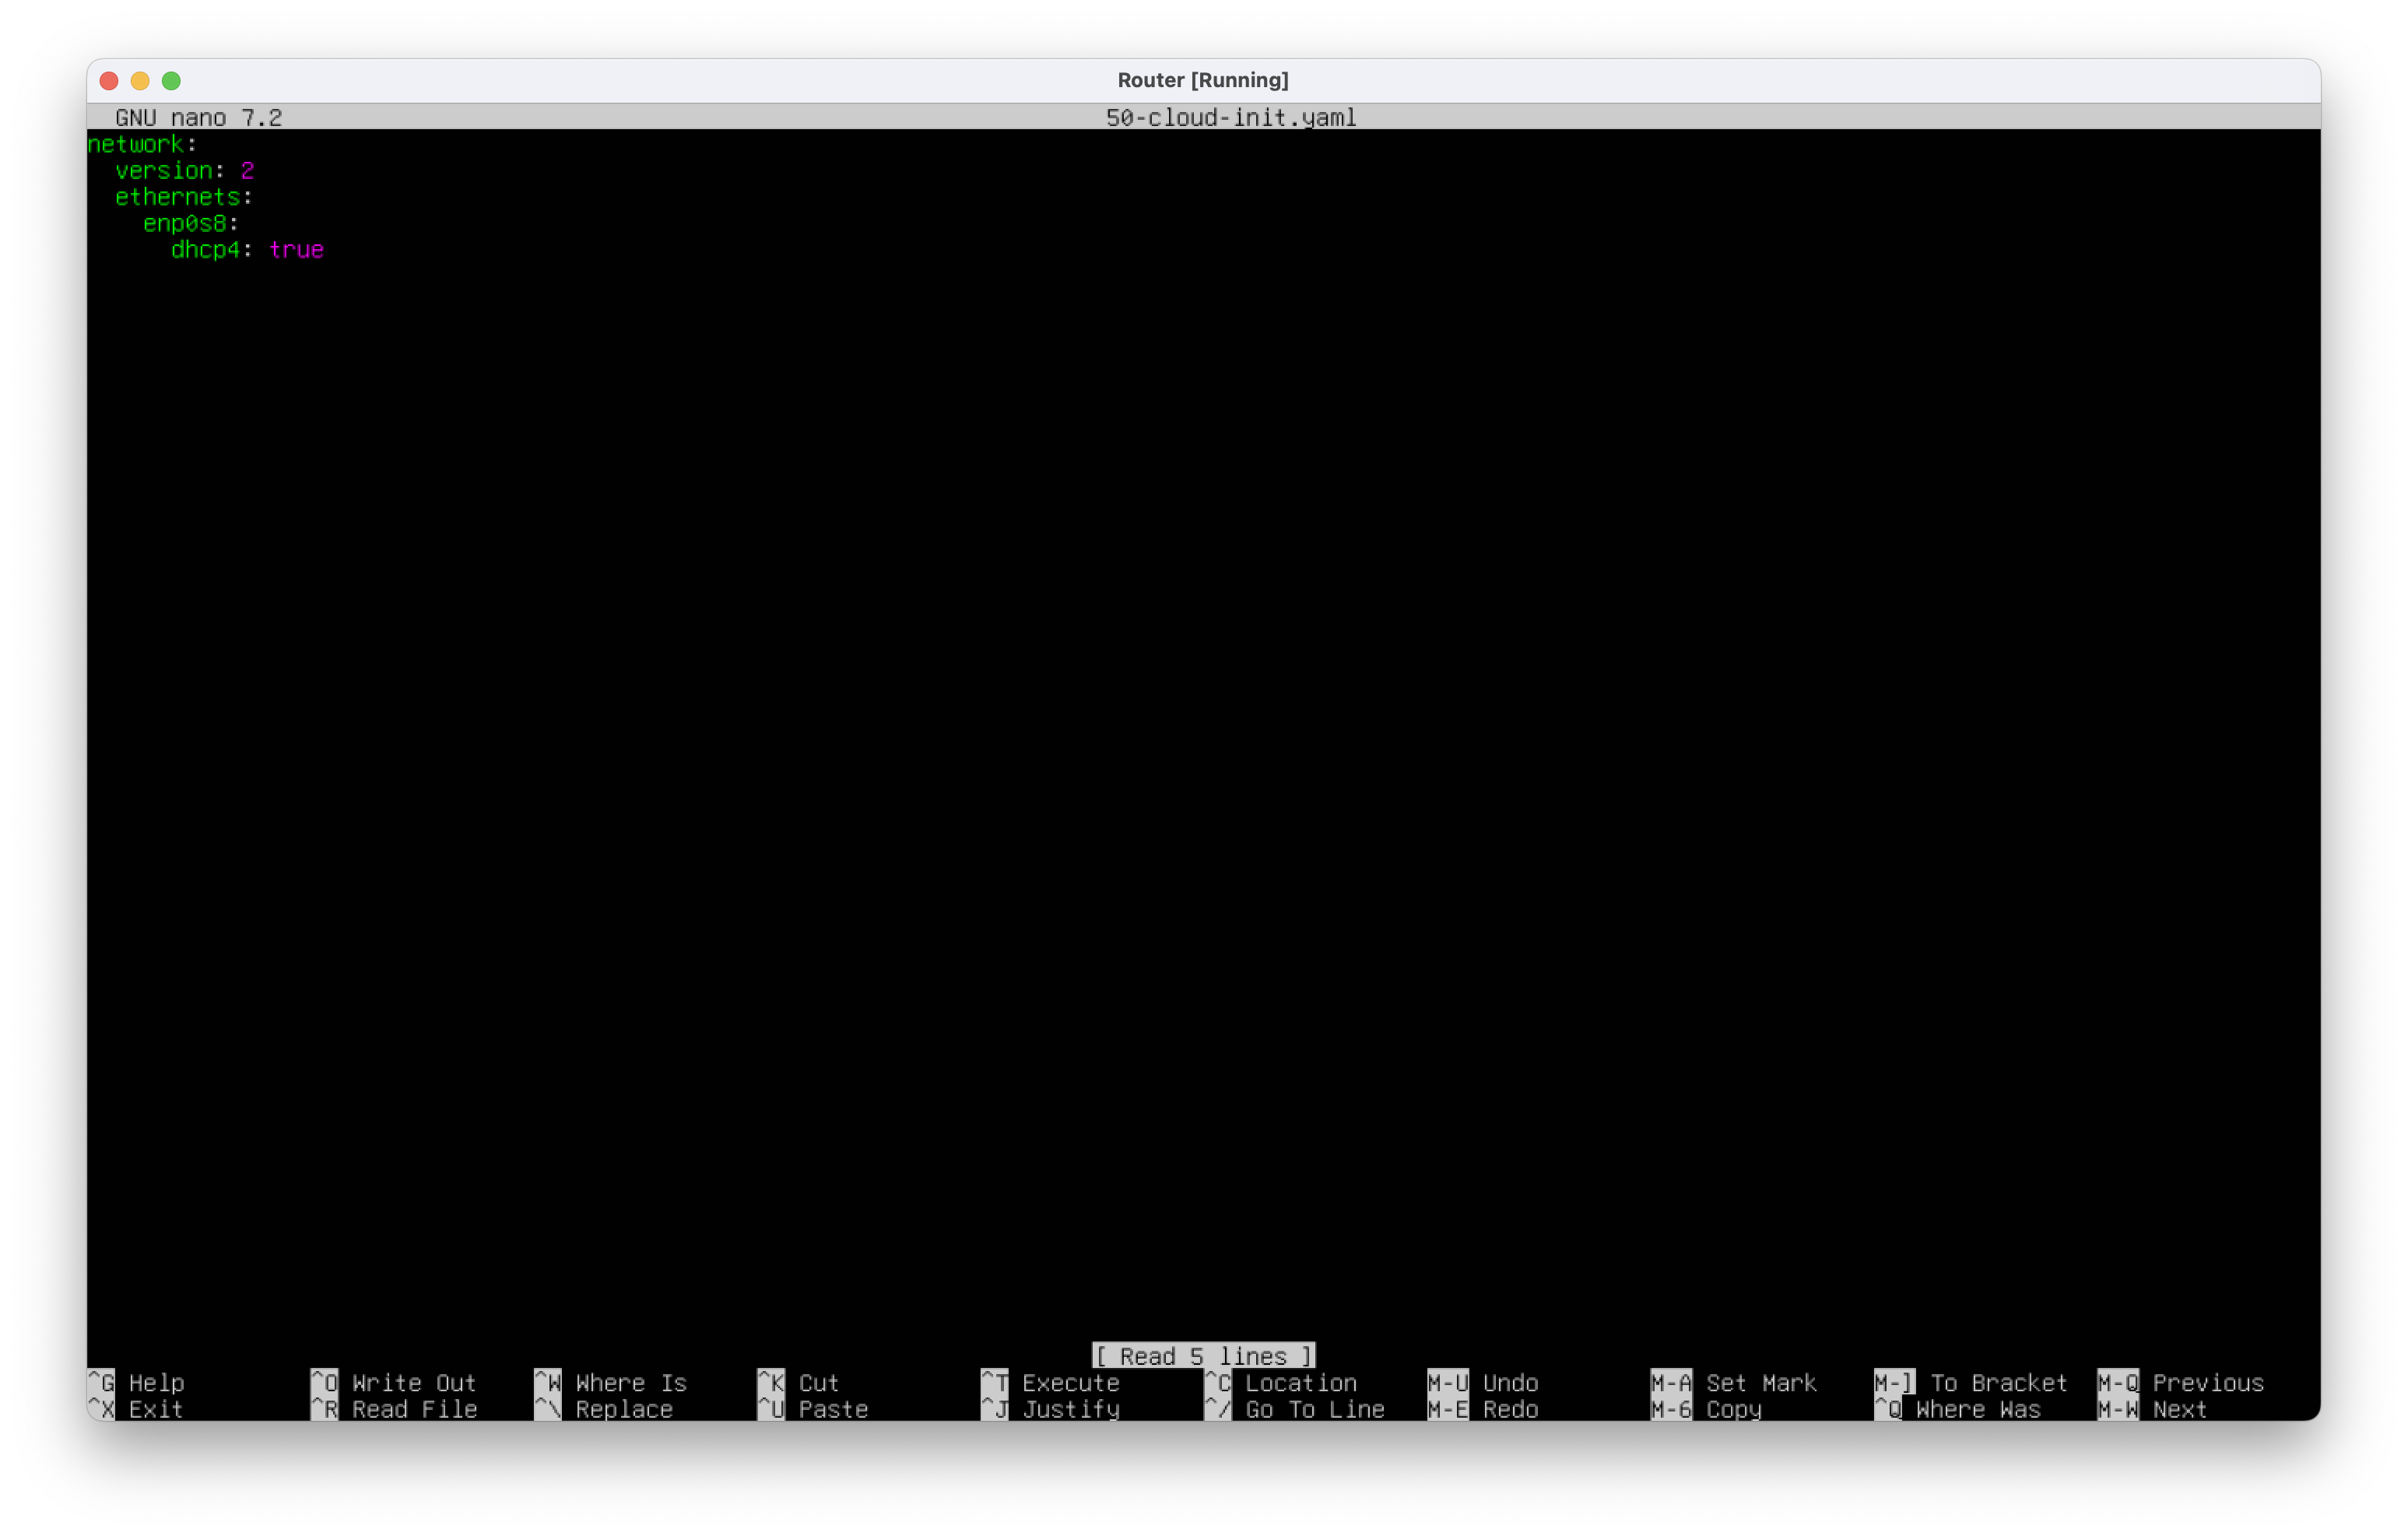 Router [Running]
GNU nano 7.2 50-cloud-init.yaml
network:
  version: 2
  ethernets:
    enp0s8:
      dhcp4: true
[ Read 5 lines ]
^G Help ^O Write Out ^W Where Is ^K Cut ^T Execute ^C Location M-U Undo M-A Set Mark M-] To Bracket M-Q Previous
^X Exit ^R Read File ^\ Replace ^U Paste ^J Justify ^/ Go To Line M-E Redo M-6 Copy ^Q Where Was M-W Next